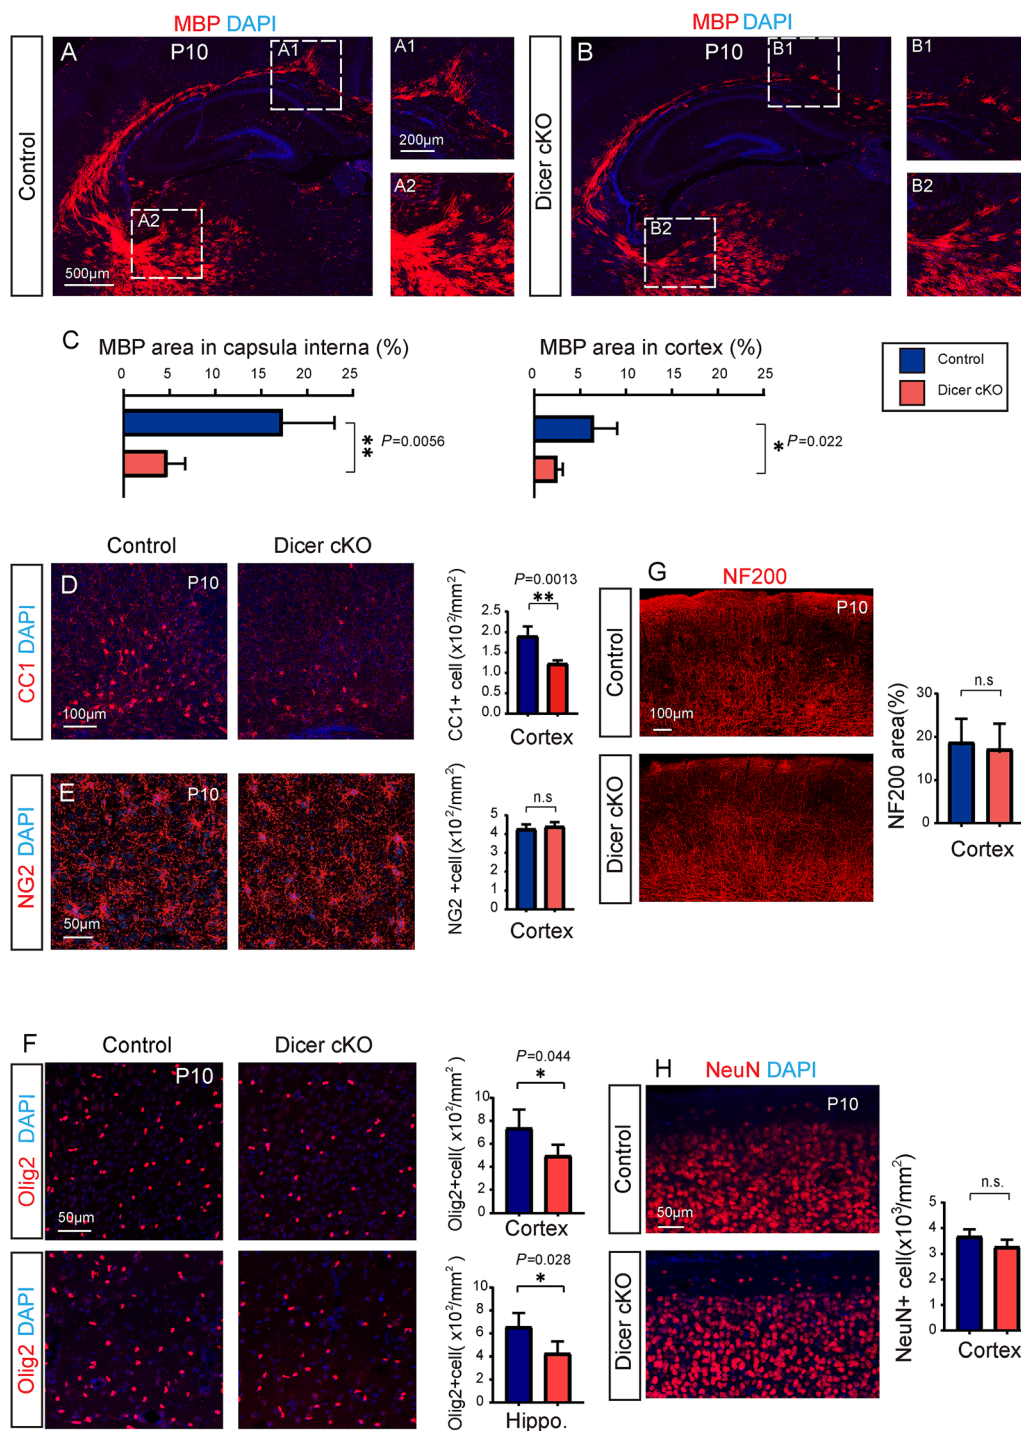 MBP DAPI
MBP DAPI
Control
A
P10
A1
A2
500µm
A1
200µm
A2
Dicer cKO
B
P10
B1
B2
B1
B2
C
MBP area in capsula interna (%)
0 5 10 15 20 25
** P=0.0056
MBP area in cortex (%)
0 5 10 15 20 25
* P=0.022
Control
Dicer cKO
Control
Dicer cKO
CC1 DAPI
D
P10
100µm
P=0.0013
**
CC1+ cell (x10²/mm²)
2.5
2.0
1.5
1.0
0.5
0.0
Cortex
NG2 DAPI
E
P10
50µm
n.s
NG2 +cell(x10²/mm²)
5
4
3
2
1
0
Cortex
G
NF200
Control
P10
100µm
Dicer cKO
n.s
NF200 area(%)
30
20
10
0
Cortex
F
Control
Dicer cKO
Olig2 DAPI
P10
50µm
P=0.044
*
Olig2+cell( x10²/mm²)
10
8
6
4
2
0
Cortex
Olig2 DAPI
P=0.028
*
Olig2+cell( x10²/mm²)
10
8
6
4
2
0
Hippo.
H
NeuN DAPI
Control
P10
50µm
Dicer cKO
n.s.
NeuN+ cell(x10³/mm²)
5
4
3
2
1
0
Cortex